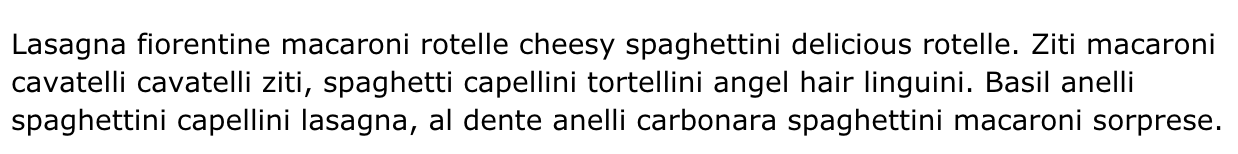 Lasagna fiorentine macaroni rotelle cheesy spaghettini delicious rotelle. Ziti macaroni
cavatelli cavatelli ziti, spaghetti capellini tortellini angel hair linguini. Basil anelli
spaghettini capellini lasagna, al dente anelli carbonara spaghettini macaroni sorprese.